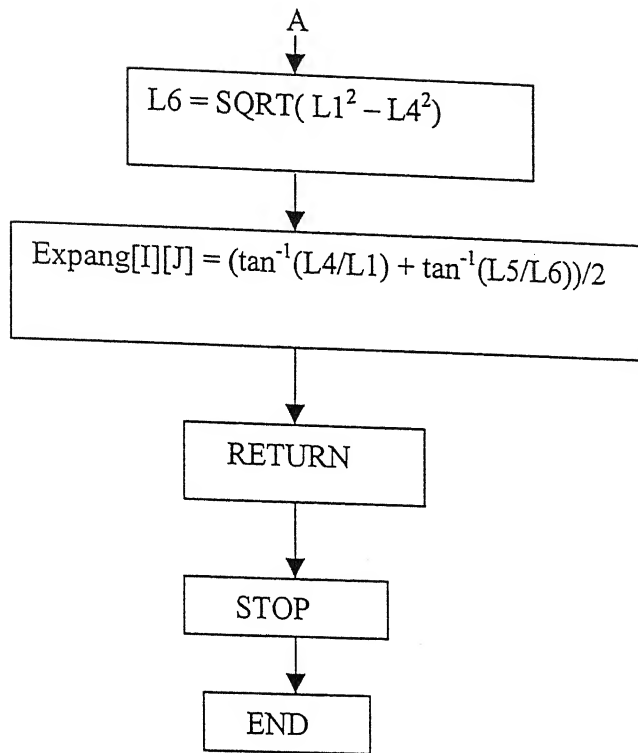 A
L6 = SQRT( L1² – L4²)
Expang[I][J] = (tan⁻¹(L4/L1) + tan⁻¹(L5/L6))/2
RETURN
STOP
END